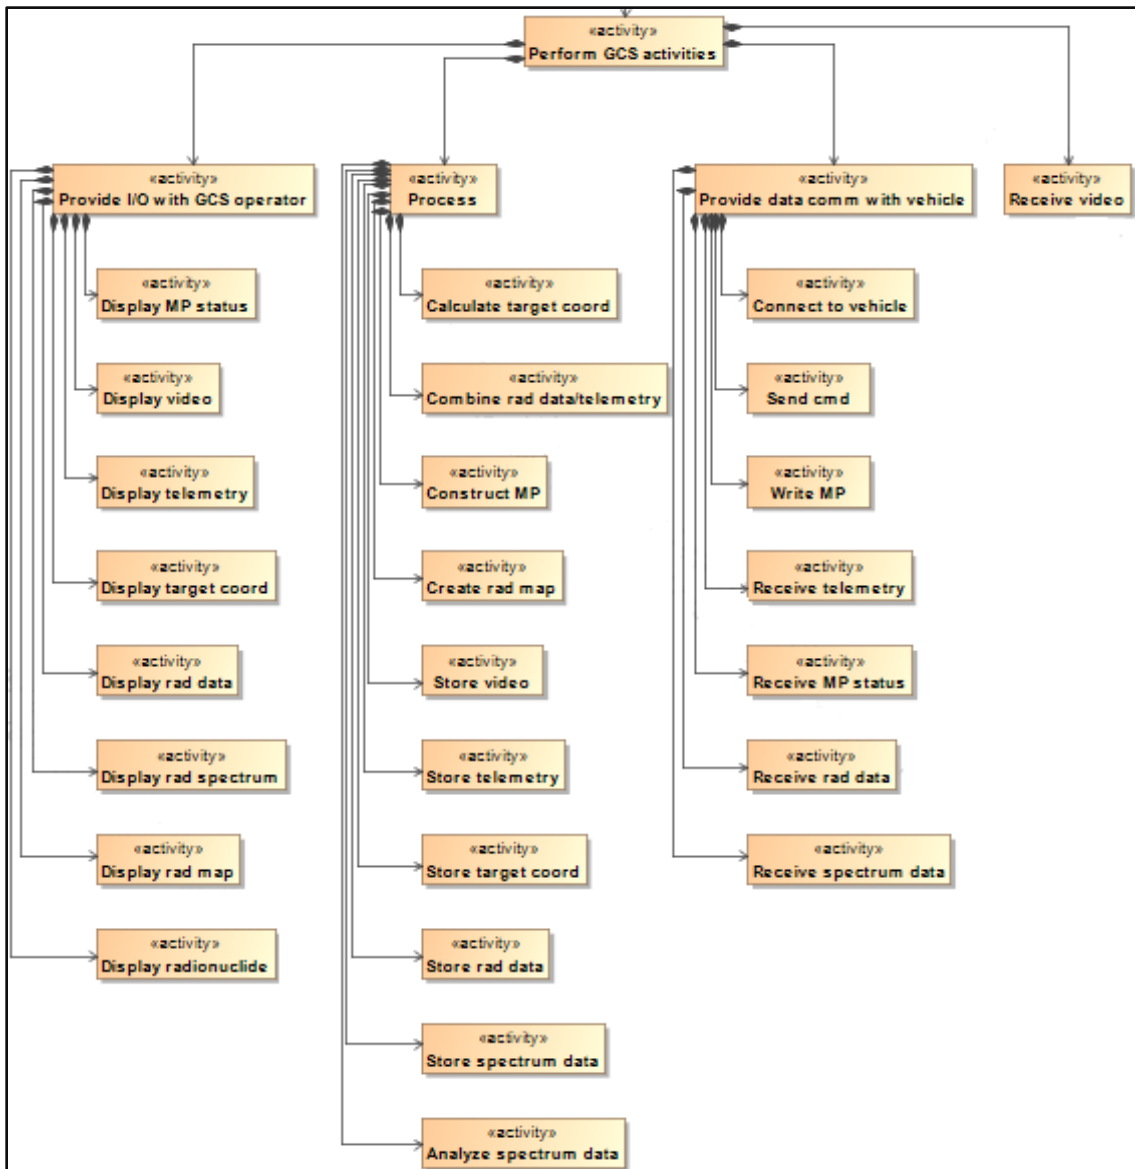 «activity»
Perform GCS activities
«activity»
Provide I/O with GCS operator
«activity»
Process
«activity»
Provide data comm with vehicle
«activity»
Receive video
«activity»
Display MP status
«activity»
Display video
«activity»
Display telemetry
«activity»
Display target coord
«activity»
Display rad data
«activity»
Display rad spectrum
«activity»
Display rad map
«activity»
Display radionuclide
«activity»
Calculate target coord
«activity»
Combine rad data/telemetry
«activity»
Construct MP
«activity»
Create rad map
«activity»
Store video
«activity»
Store telemetry
«activity»
Store target coord
«activity»
Store rad data
«activity»
Store spectrum data
«activity»
Analyze spectrum data
«activity»
Connect to vehicle
«activity»
Send cmd
«activity»
Write MP
«activity»
Receive telemetry
«activity»
Receive MP status
«activity»
Receive rad data
«activity»
Receive spectrum data